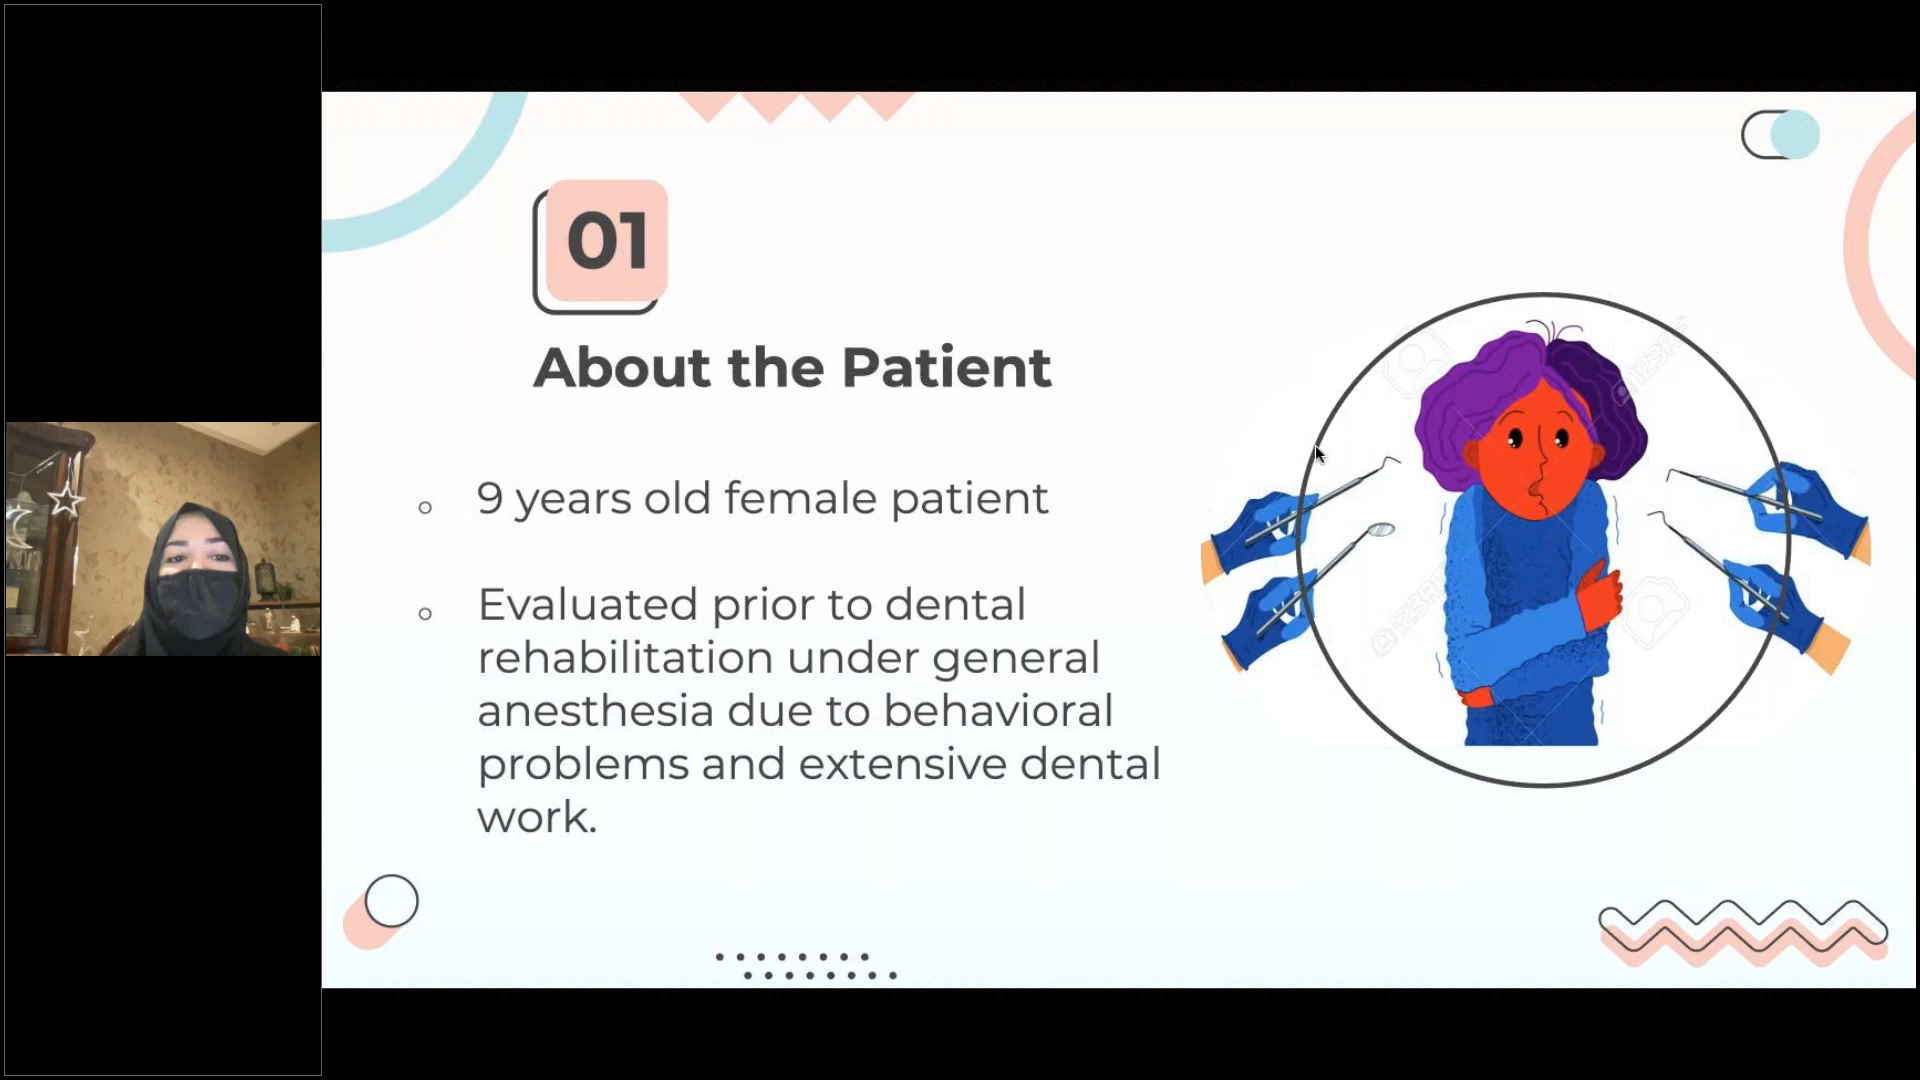 01
About the Patient
9 years old female patient
Evaluated prior to dental
rehabilitation under general
anesthesia due to behavioral
problems and extensive dental
work.